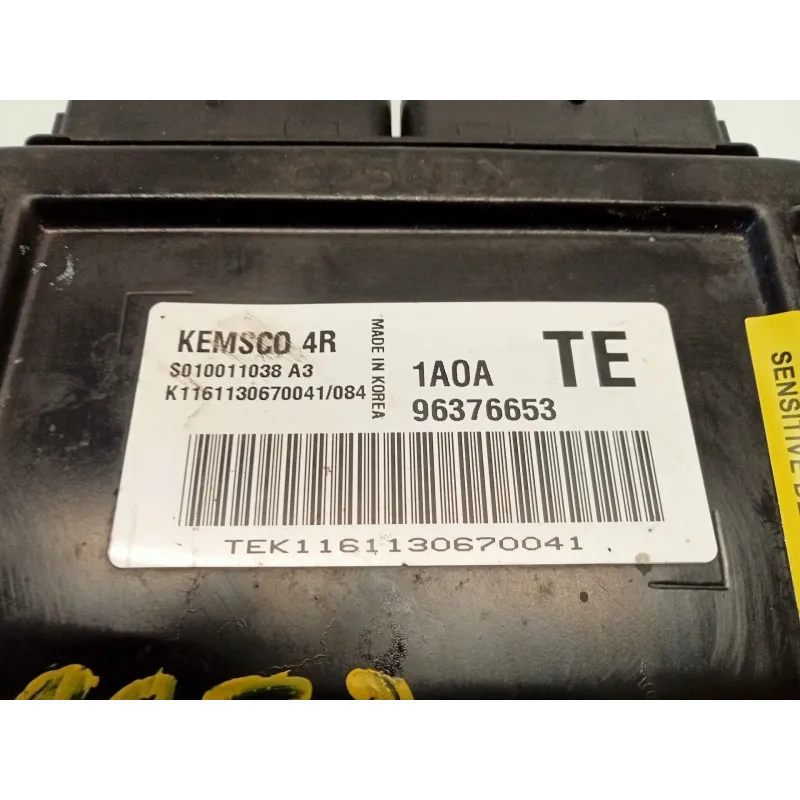 KEMSCO 4R
S010011038 A3
K1161130670041/084
MADE IN KOREA
1A0A
96376653
TE
TEK1161130670041
SENSITIVE